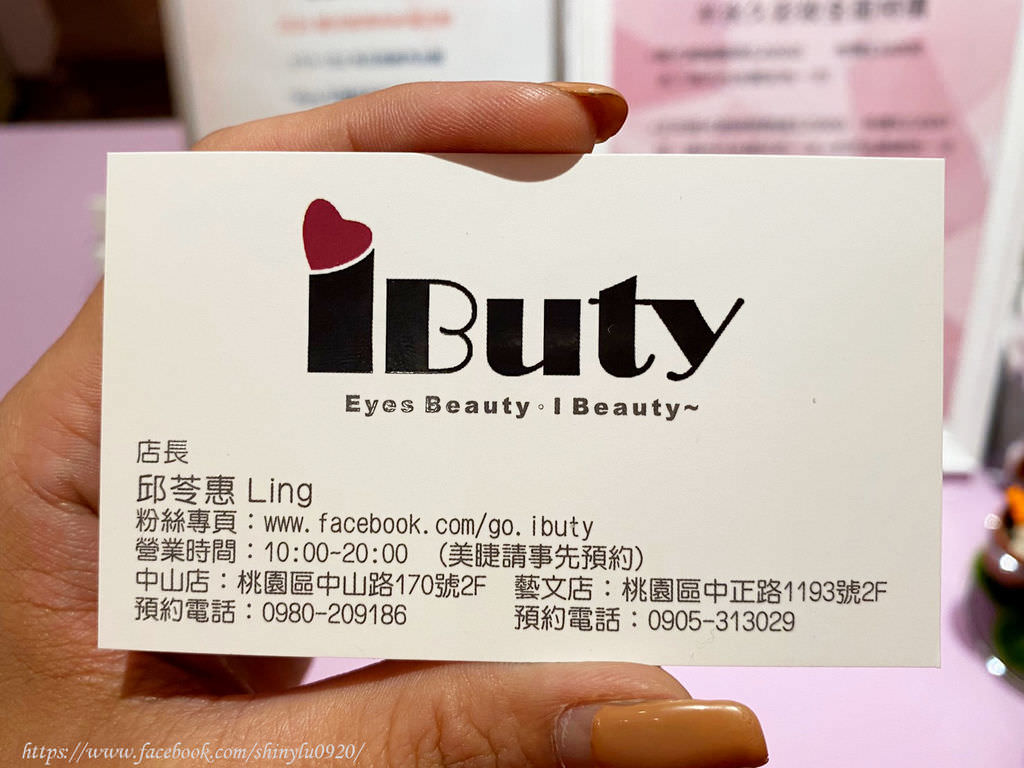 iButy
Eyes Beauty。I Beauty~
店長
邱苓惠 Ling
粉絲專頁：www.facebook.com/go.ibuty
營業時間：10:00~20:00 （美睫請事先預約）
中山店：桃園區中山路170號2F 藝文店：桃園區中正路1193號2F
預約電話：0980-209186 預約電話：0905-313029
https://www.facebook.com/shinylu0920/